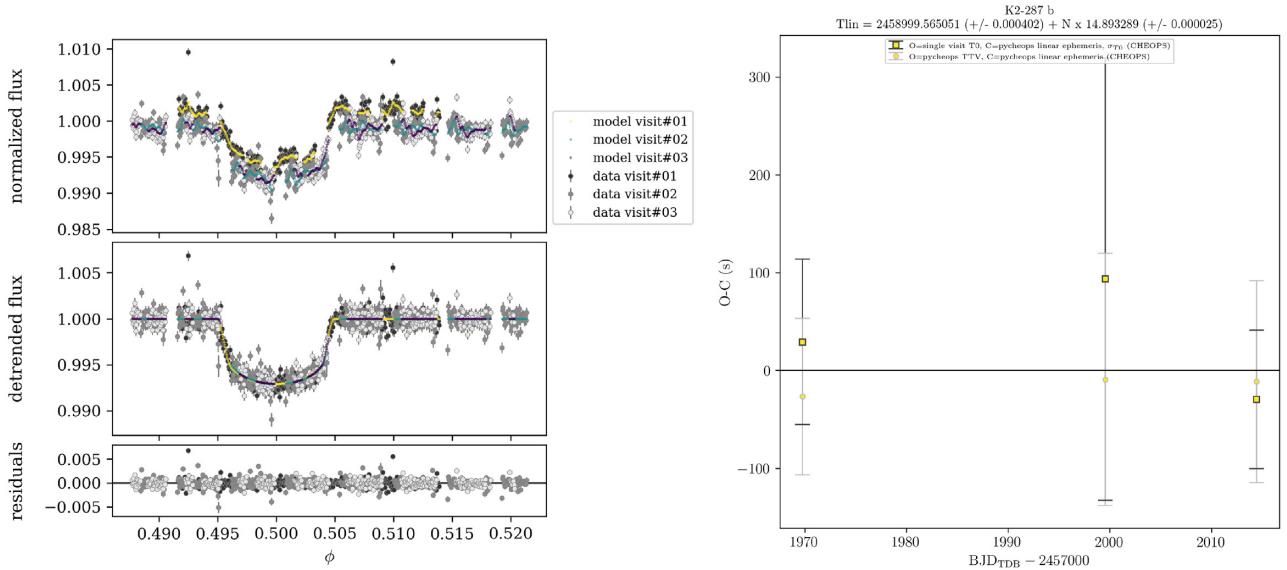 normalized flux
1.010
1.005
1.000
0.995
0.990
0.985
model visit#01
model visit#02
model visit#03
data visit#01
data visit#02
data visit#03
detrended flux
1.005
1.000
0.995
0.990
residuals
0.005
0.000
−0.005
0.490 0.495 0.500 0.505 0.510 0.515 0.520
ϕ
K2-287 b
Tlin = 2458999.565051 (+/- 0.000402) + N x 14.893289 (+/- 0.000025)
O=single visit T0, C=pycheops linear ephemeris, σT0 (CHEOPS)
O=pycheops TTV, C=pycheops linear ephemeris (CHEOPS)
O-C (s)
300
200
100
0
−100
1970 1980 1990 2000 2010
BJDTDB − 2457000